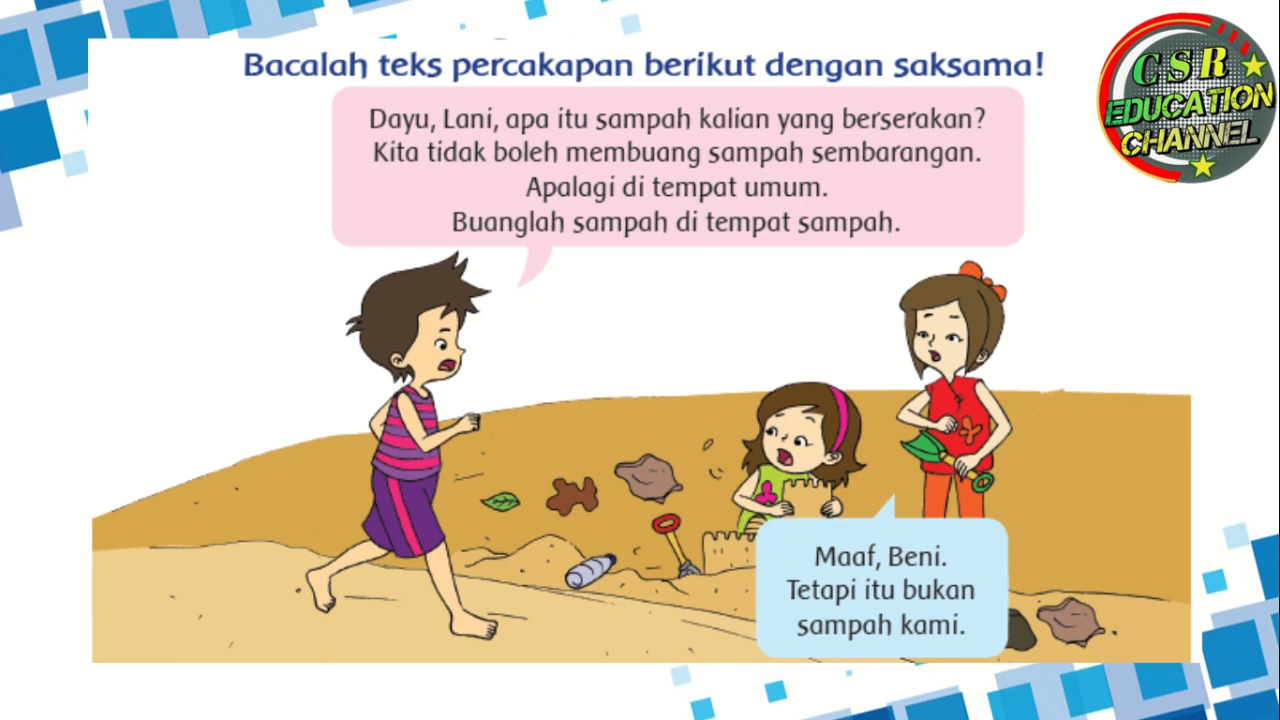 Bacalah teks percakapan berikut dengan saksama!
CSR
EDUCATION
CHANNEL
Dayu, Lani, apa itu sampah kalian yang berserakan?
Kita tidak boleh membuang sampah sembarangan.
Apalagi di tempat umum.
Buanglah sampah di tempat sampah.
Maaf, Beni.
Tetapi itu bukan
sampah kami.